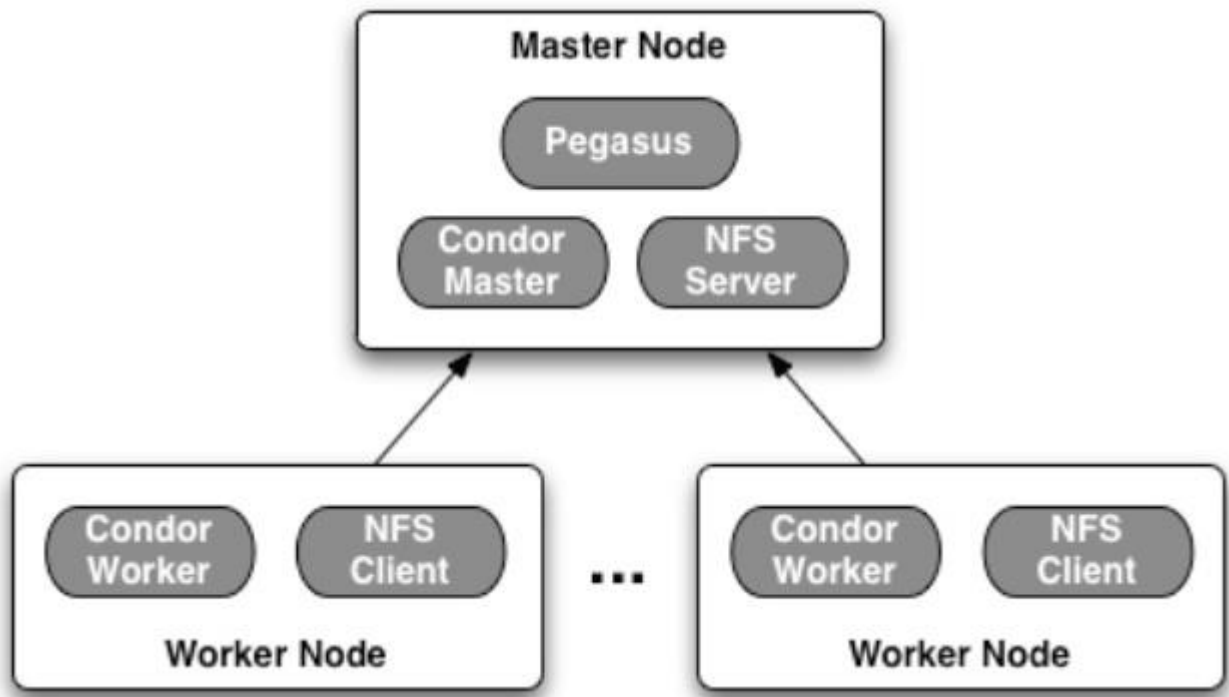 Master Node
Pegasus
Condor
Master
NFS
Server
Condor
Worker
NFS
Client
...
Condor
Worker
NFS
Client
Worker Node
Worker Node